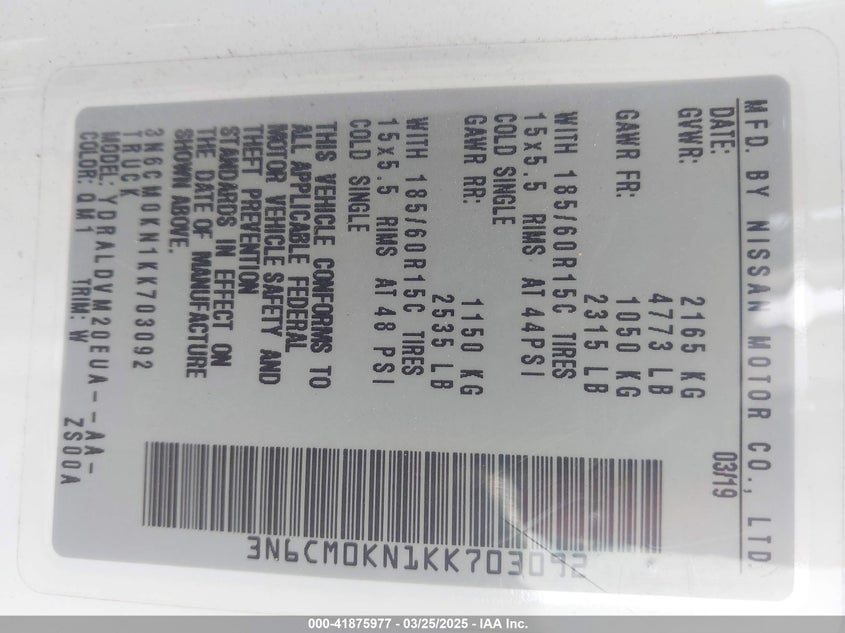 MFD. BY NISSAN MOTOR CO., LTD.
DATE: 03/19
GVWR: 2165 KG
4773 LB
GAWR FR: 1050 KG
2315 LB
WITH 185/60R15C TIRES
15x5.5 RIMS AT 44PSI
COLD SINGLE
GAWR RR: 1150 KG
2535 LB
WITH 185/60R15C TIRES
15x5.5 RIMS AT 48 PSI
COLD SINGLE
THIS VEHICLE CONFORMS TO
ALL APPLICABLE FEDERAL
MOTOR VEHICLE SAFETY AND
THEFT PREVENTION
STANDARDS IN EFFECT ON
THE DATE OF MANUFACTURE
SHOWN ABOVE.
3N6CM0KN1KK703092
TRUCK
MODEL: YDRALDVM20EUA--AA-
COLOR: QM1 TRIM: W ZS00A
3N6CM0KN1KK703092
000-41875977 - 03/25/2025 - IAA Inc.